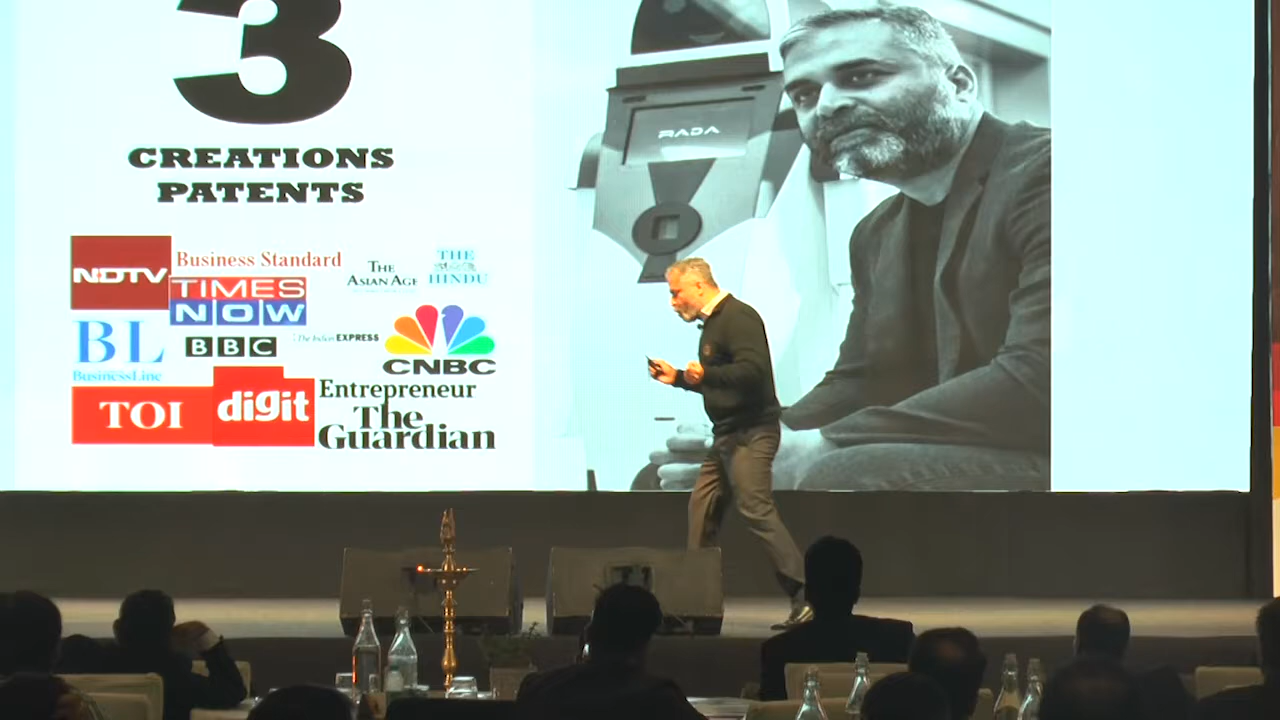 3
CREATIONS
PATENTS
RADA
NDTV
Business Standard
THE
ASIAN AGE
THE
HINDU
TIMES
NOW
BL
BusinessLine
BBC
The Indian EXPRESS
CNBC
TOI
digit
Entrepreneur
The
Guardian